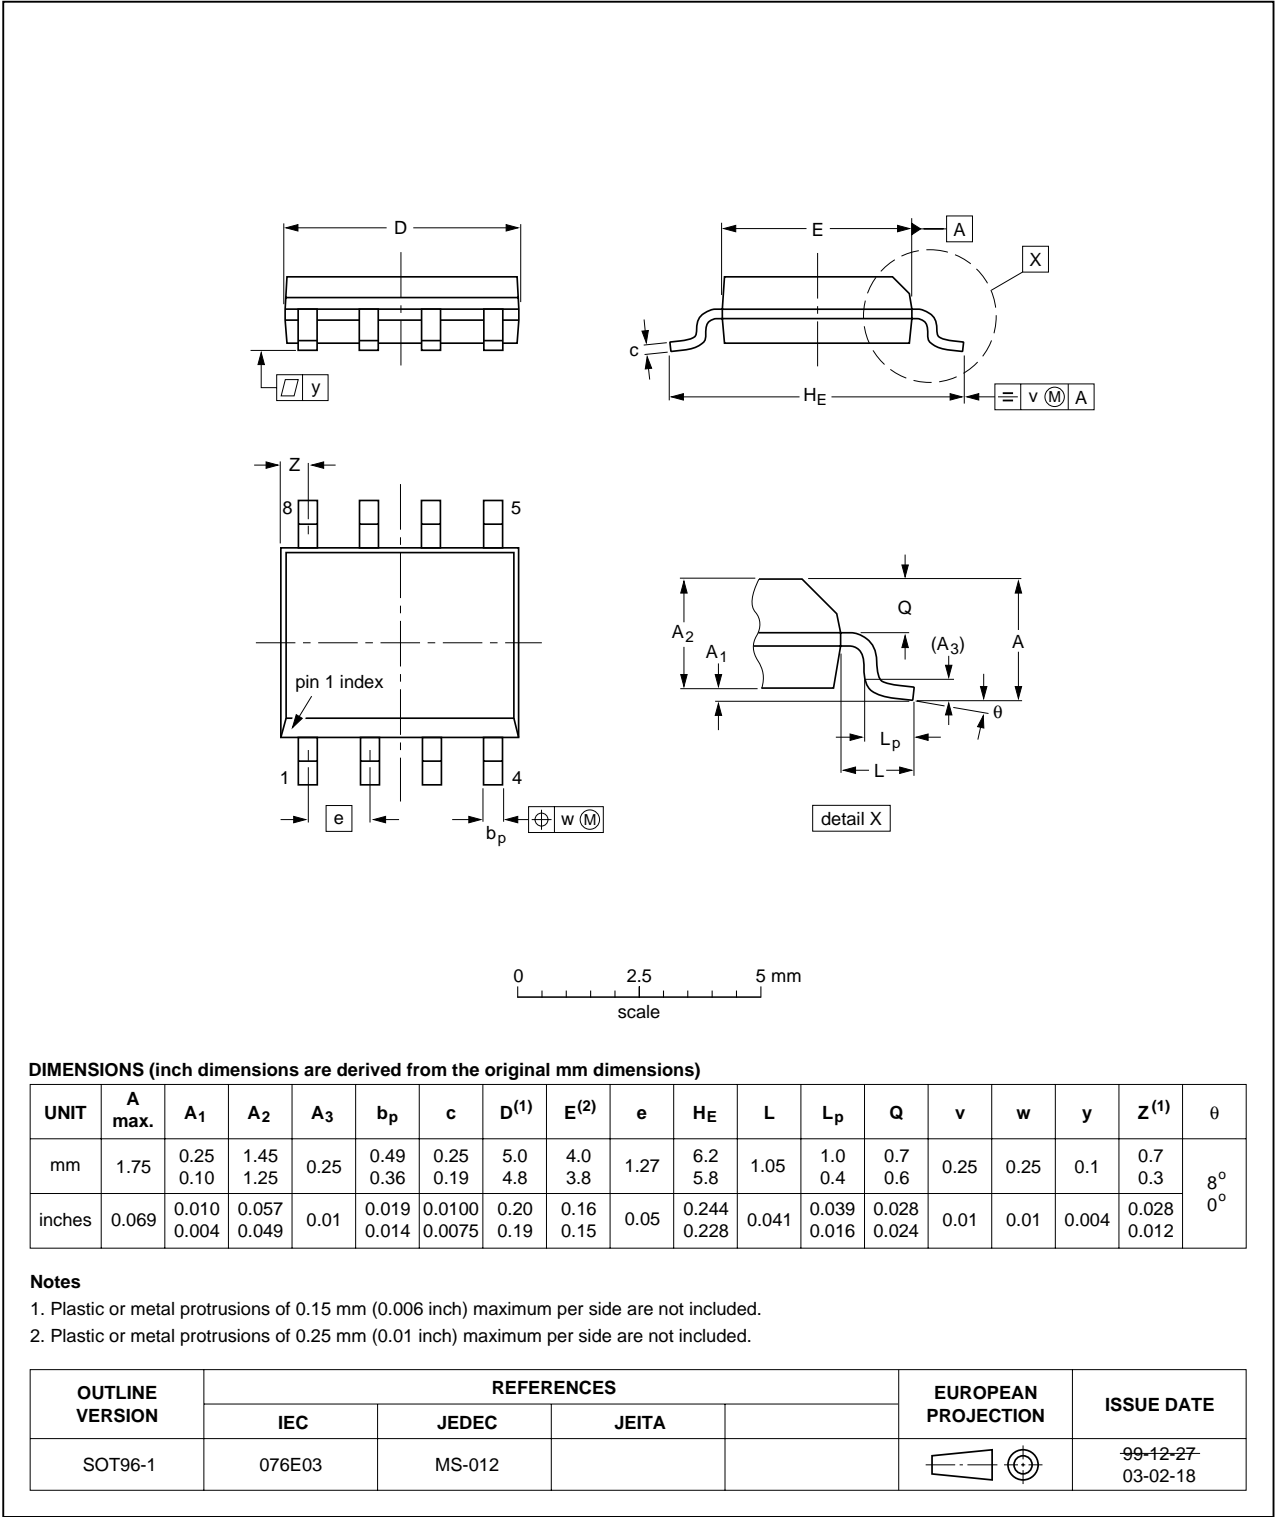 D
E
A
X
c
y
HE
v M A
Z
8
5
pin 1 index
1
4
e
bp
w M
A2
A1
Q
(A3)
A
θ
Lp
L
detail X
0 2.5 5 mm
scale
DIMENSIONS (inch dimensions are derived from the original mm dimensions)
UNIT A max. A1 A2 A3 bp c D(1) E(2) e HE L Lp Q v w y Z(1) θ
mm 1.75 0.25 0.10 1.45 1.25 0.25 0.49 0.36 0.25 0.19 5.0 4.8 4.0 3.8 1.27 6.2 5.8 1.05 1.0 0.4 0.7 0.6 0.25 0.25 0.1 0.7 0.3 8o 0o
inches 0.069 0.010 0.004 0.057 0.049 0.01 0.019 0.014 0.0100 0.0075 0.20 0.19 0.16 0.15 0.05 0.244 0.228 0.041 0.039 0.016 0.028 0.024 0.01 0.01 0.004 0.028 0.012
Notes
1. Plastic or metal protrusions of 0.15 mm (0.006 inch) maximum per side are not included.
2. Plastic or metal protrusions of 0.25 mm (0.01 inch) maximum per side are not included.
OUTLINE VERSION REFERENCES EUROPEAN PROJECTION ISSUE DATE
IEC JEDEC JEITA
SOT96-1 076E03 MS-012 99-12-27
03-02-18